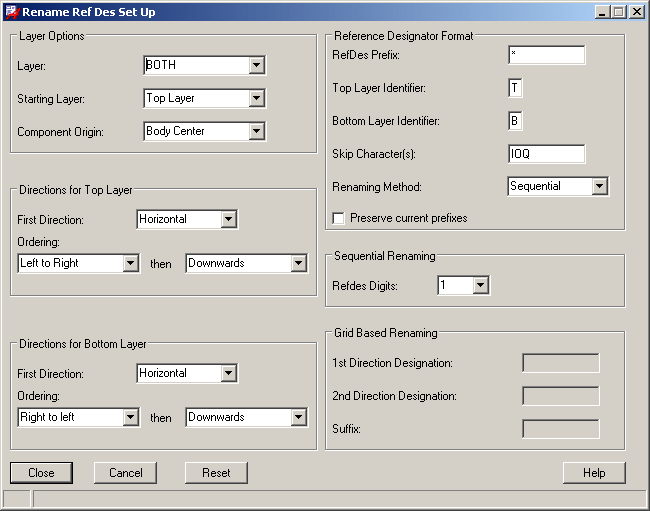 Rename Ref Des Set Up
Layer Options
Layer: BOTH
Starting Layer: Top Layer
Component Origin: Body Center
Directions for Top Layer
First Direction: Horizontal
Ordering:
Left to Right then Downwards
Directions for Bottom Layer
First Direction: Horizontal
Ordering:
Right to left then Downwards
Reference Designator Format
RefDes Prefix: *
Top Layer Identifier: T
Bottom Layer Identifier: B
Skip Character(s): IOQ
Renaming Method: Sequential
Preserve current prefixes
Sequential Renaming
Refdes Digits: 1
Grid Based Renaming
1st Direction Designation:
2nd Direction Designation:
Suffix:
Close Cancel Reset Help